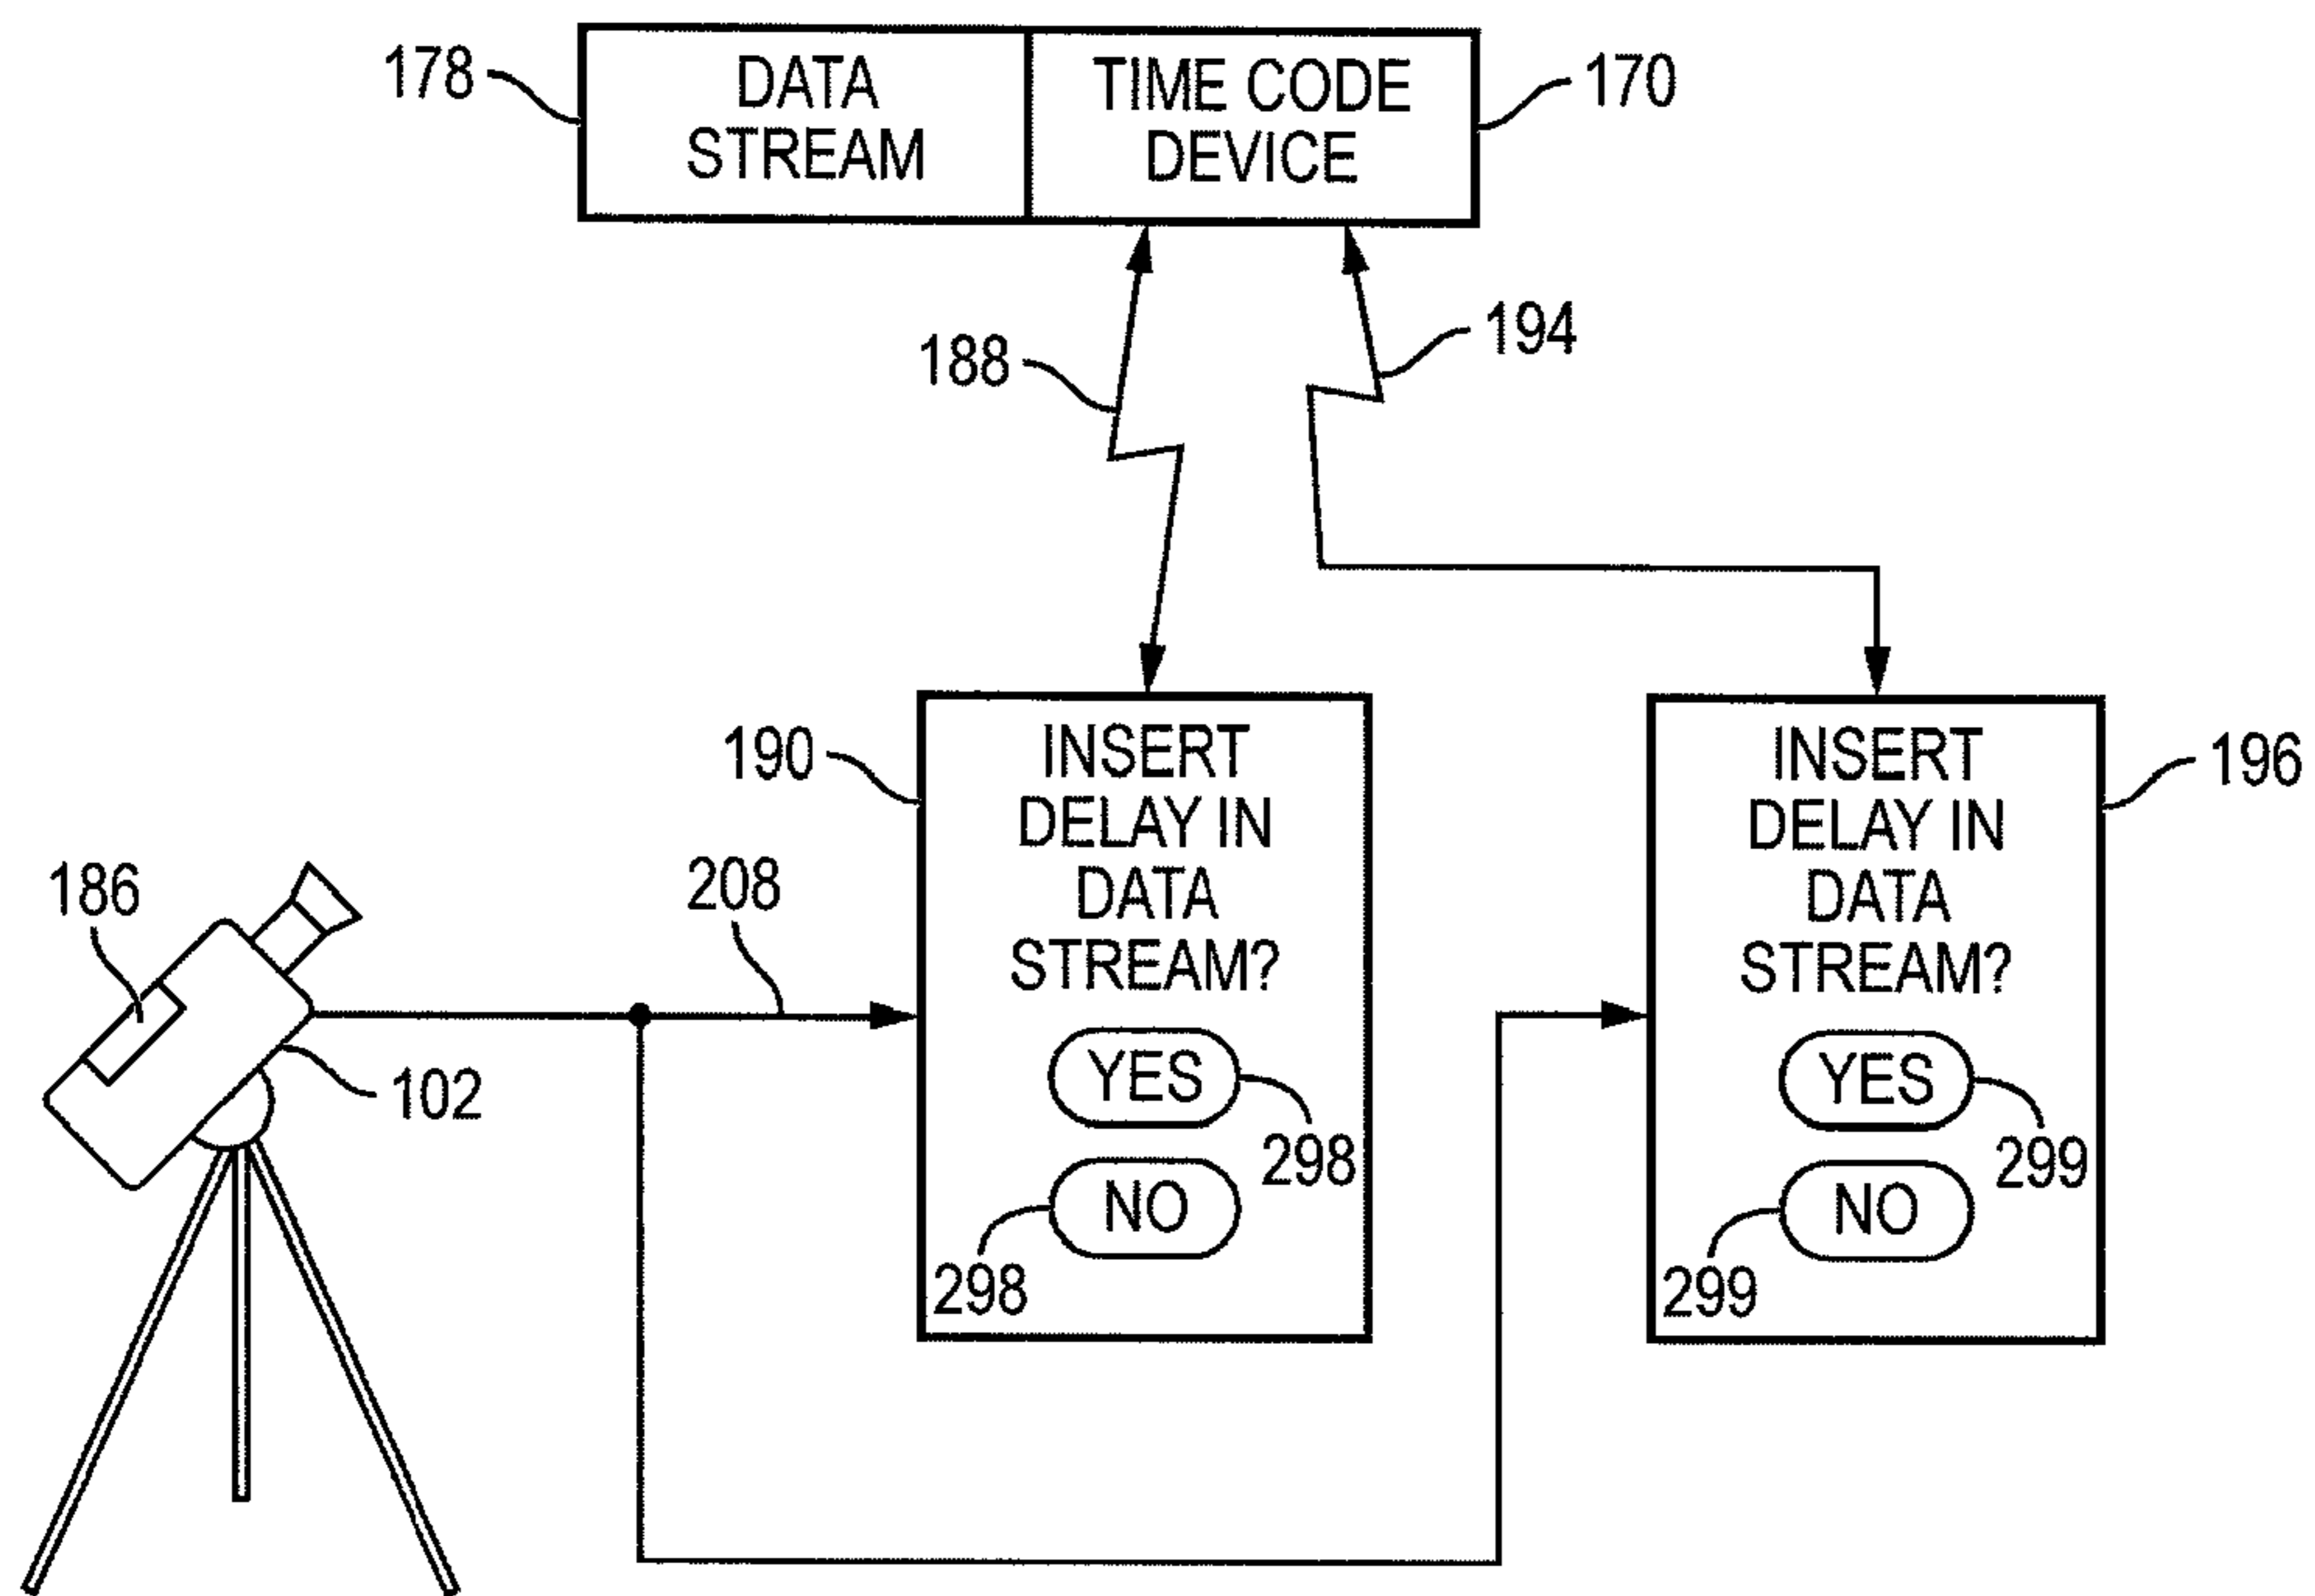 178
DATA
STREAM
TIME CODE
DEVICE
170
188
194
190
INSERT
DELAY IN
DATA
STREAM?
YES
298
NO
298
INSERT
DELAY IN
DATA
STREAM?
YES
299
NO
299
196
186
208
102